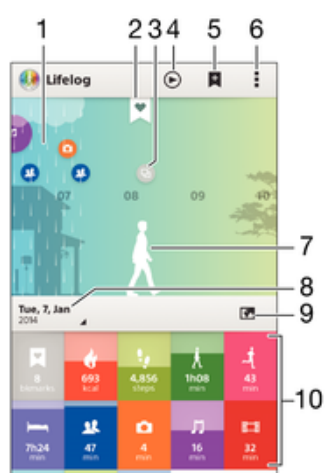 1 2 3 4 5 6
Lifelog
07 08 09 10
7
8
Tue, 7, Jan
2014
9
8 693 4,856 1h08 43
bookmarks kcal steps min min
10
7h24 47 4 16 32
min min min min min